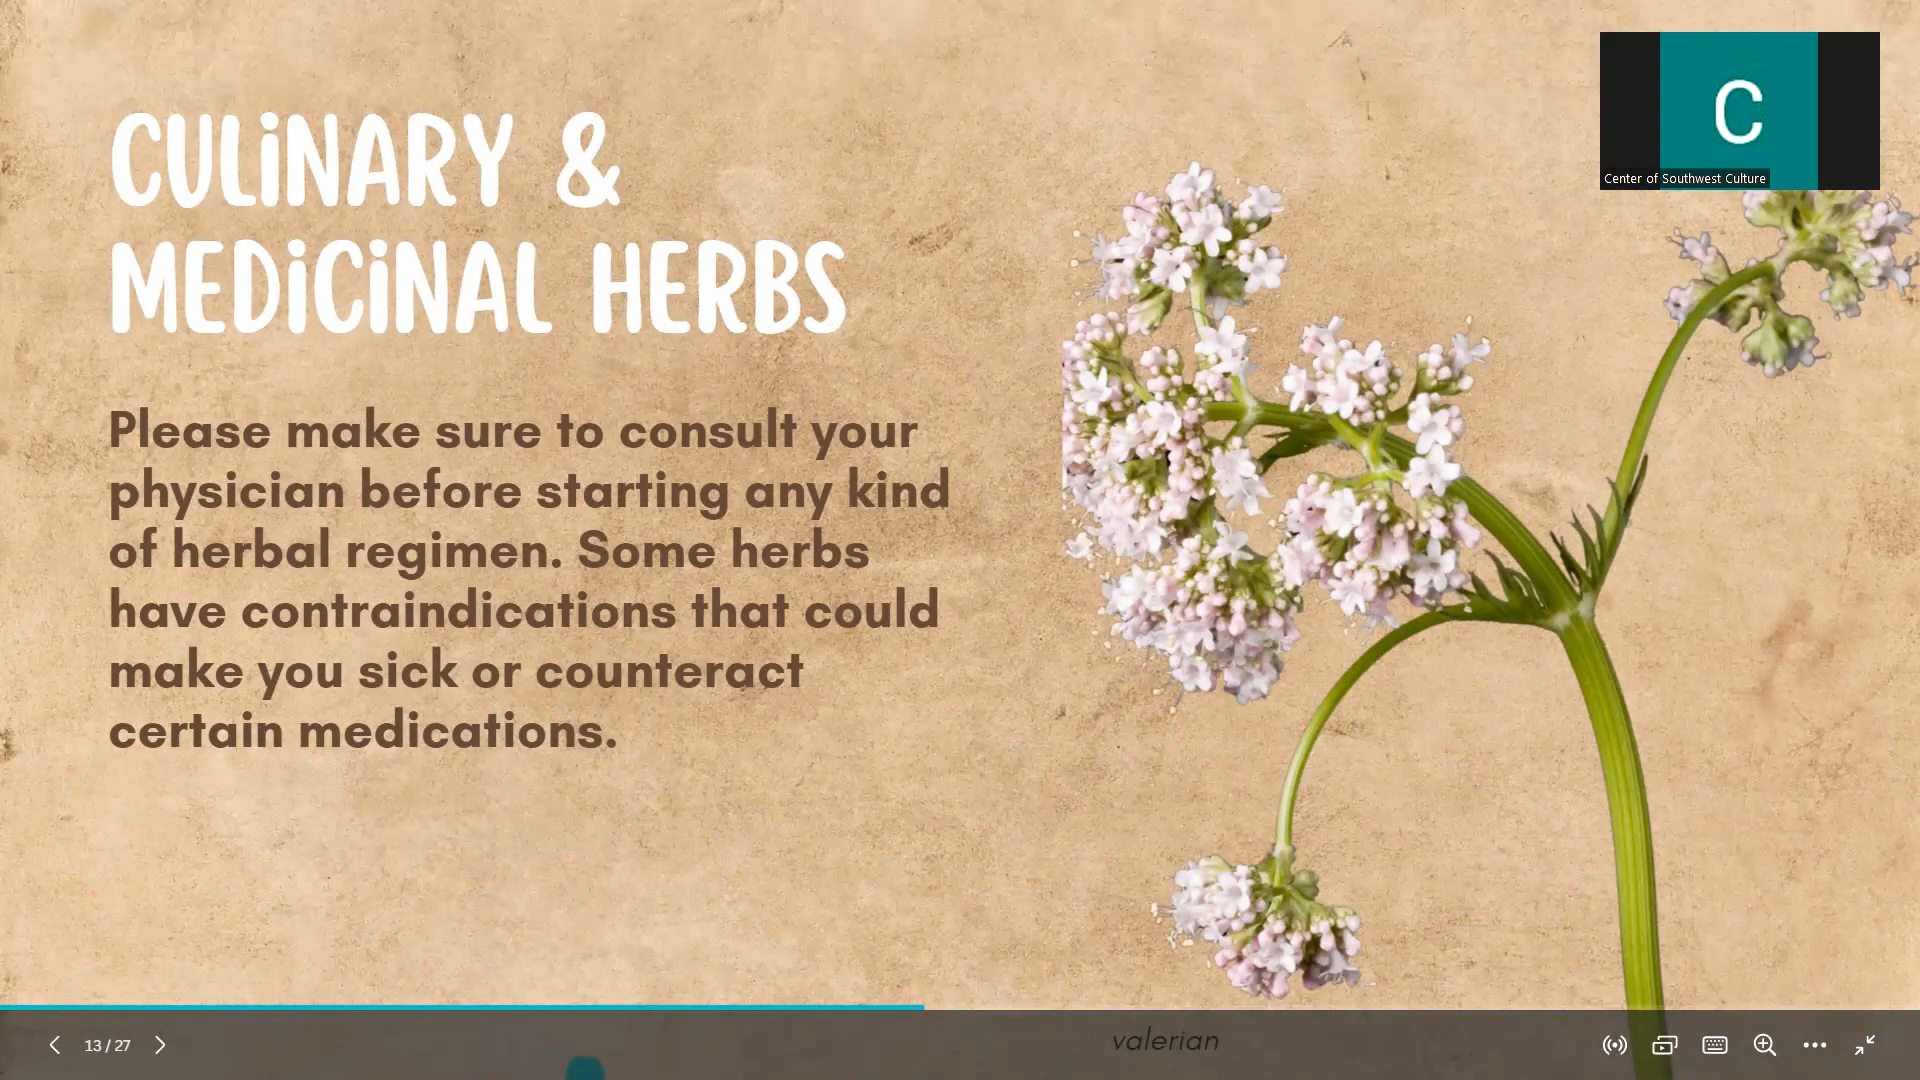 CULiNARY &
MEDiCiNAL HERBS
Please make sure to consult your
physician before starting any kind
of herbal regimen. Some herbs
have contraindications that could
make you sick or counteract
certain medications.
C
Center of Southwest Culture
valerian
13 / 27